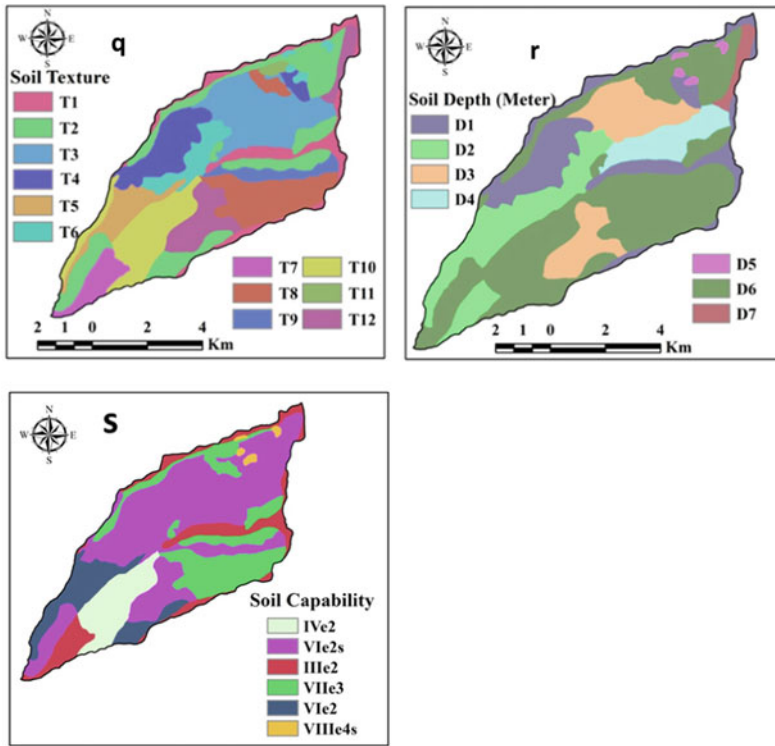 N
W E
S
q
Soil Texture
T1
T2
T3
T4
T5
T6
T7
T8
T9
T10
T11
T12
2 1 0 2 4
Km
N
W E
S
r
Soil Depth (Meter)
D1
D2
D3
D4
D5
D6
D7
2 1 0 2 4
Km
N
W E
S
S
Soil Capability
IVe2
VIe2s
IIIe2
VIIe3
VIe2
VIIIe4s